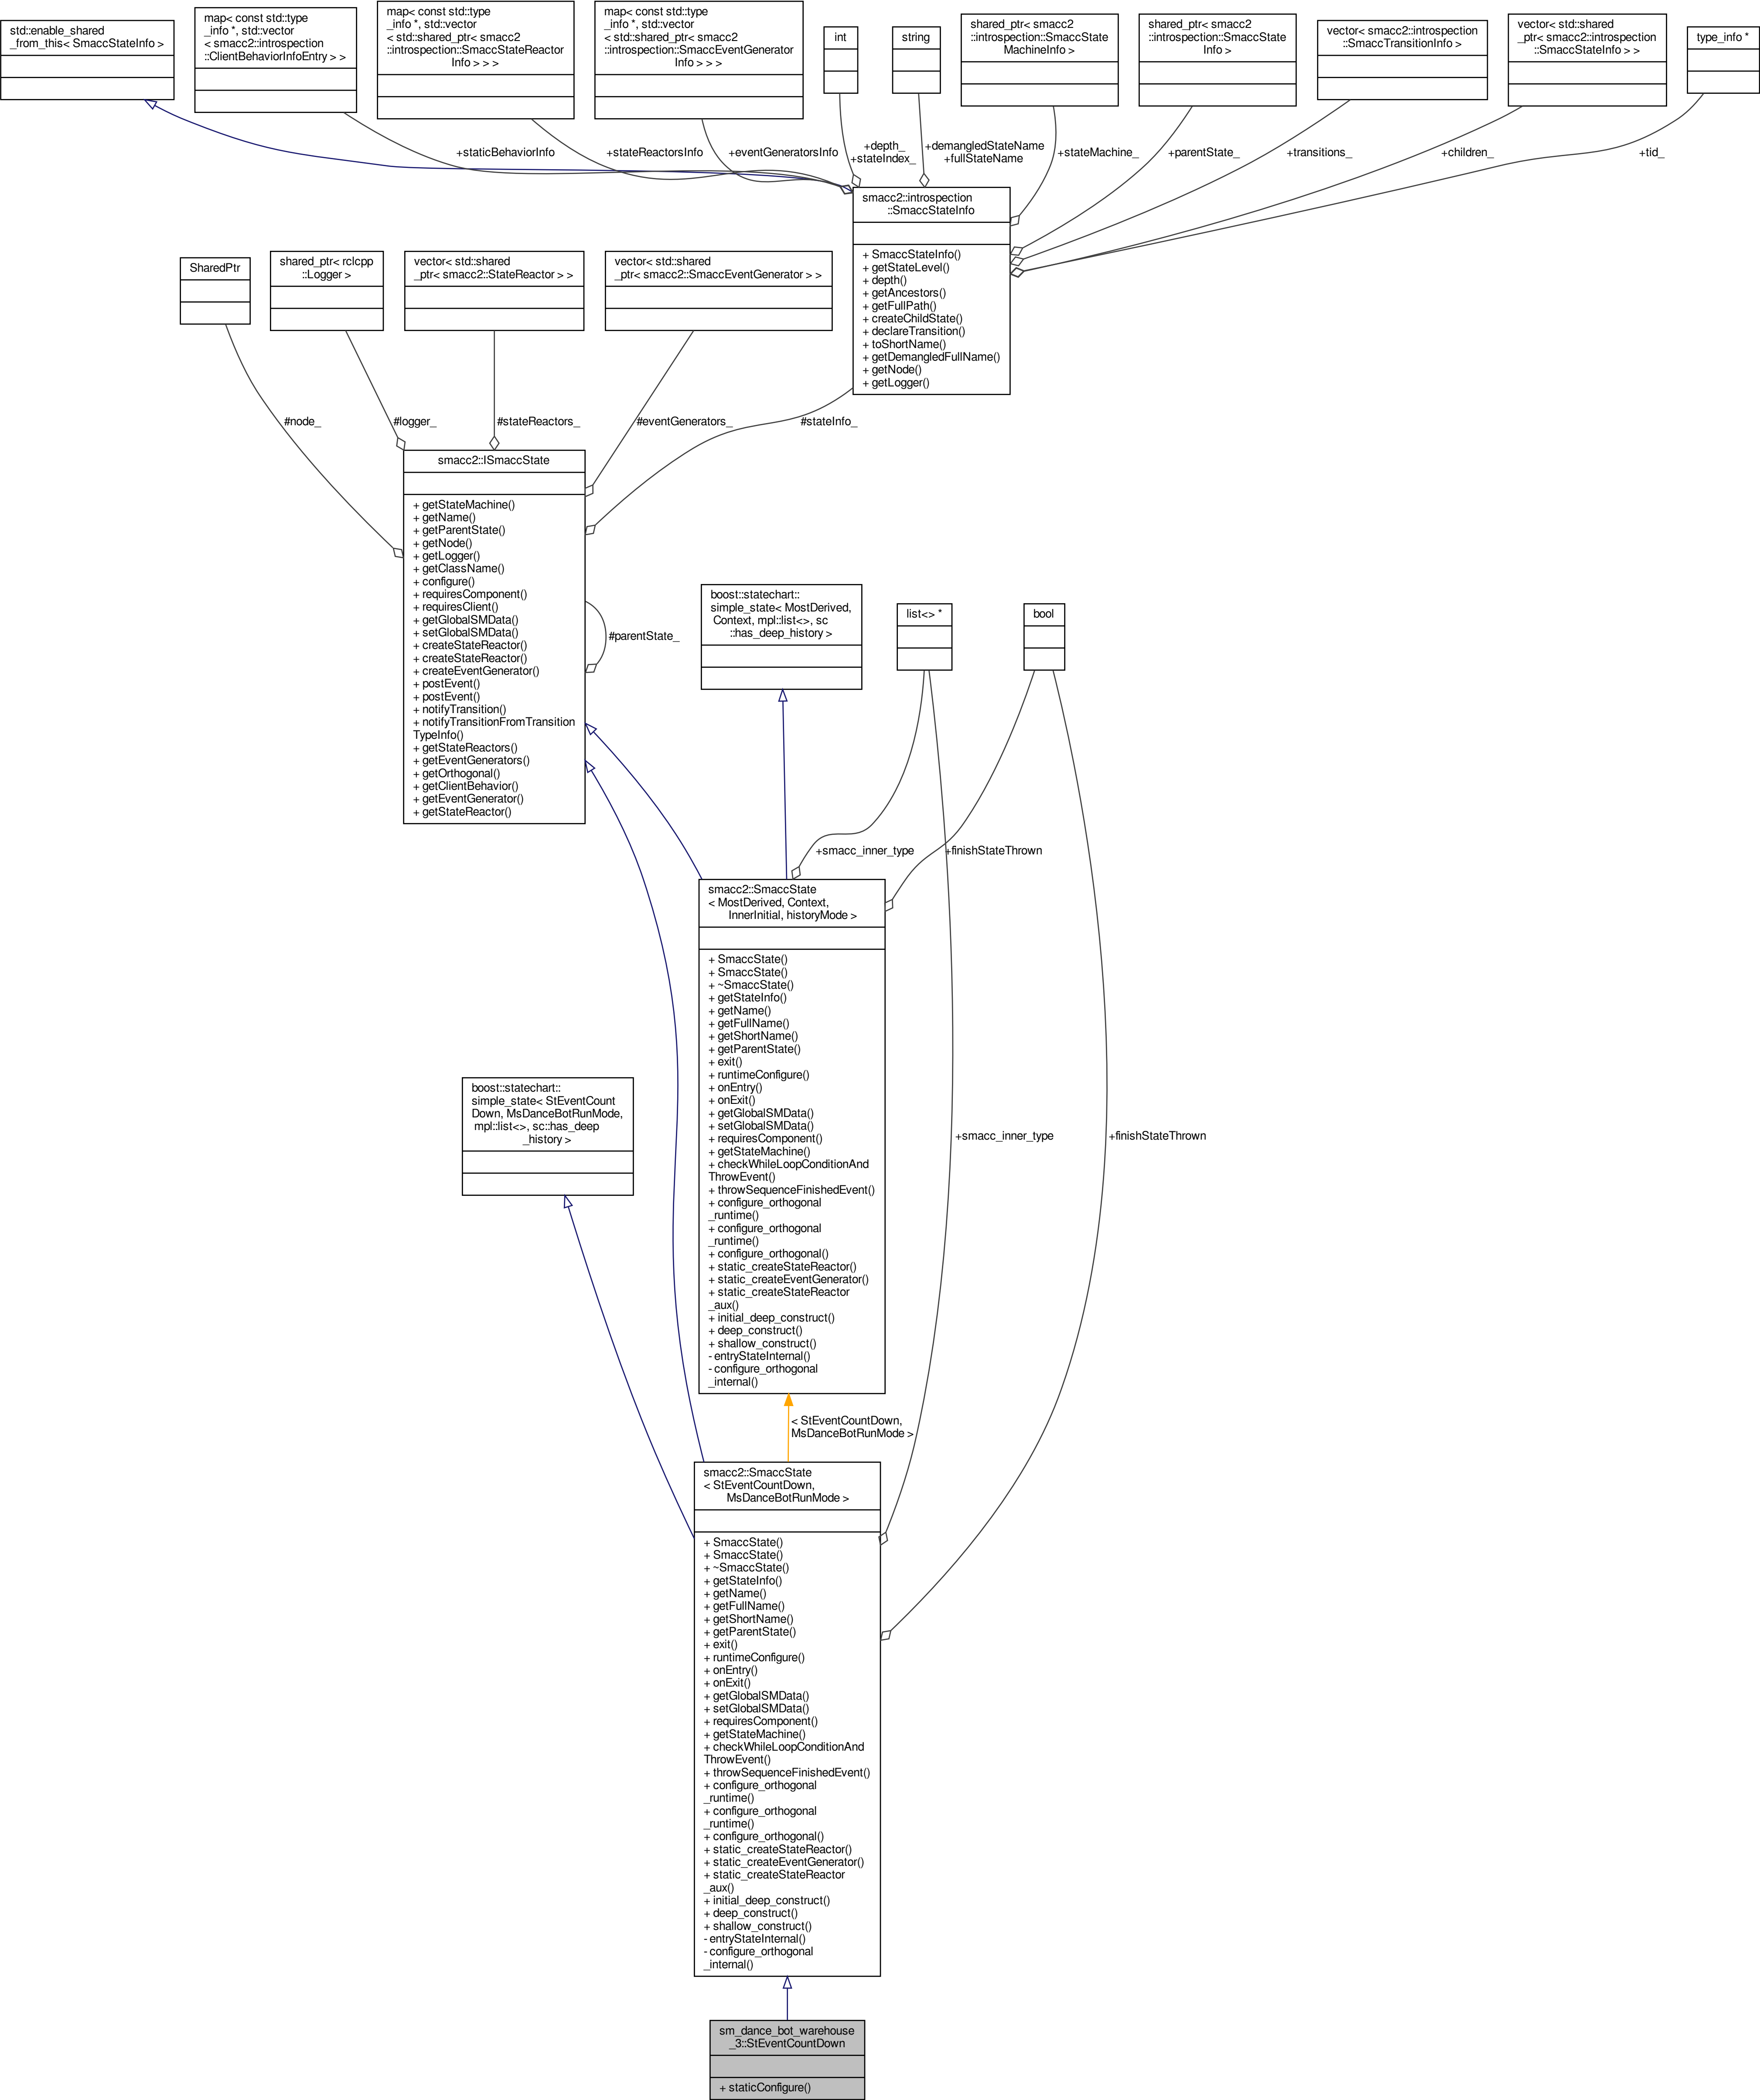 std::enable_shared
_from_this< SmaccStateInfo >
map< const std::type
_info *, std::vector
< smacc2::introspection
::ClientBehaviorInfoEntry > >
map< const std::type
_info *, std::vector
< std::shared_ptr< smacc2
::introspection::SmaccStateReactor
Info > > >
map< const std::type
_info *, std::vector
< std::shared_ptr< smacc2
::introspection::SmaccEventGenerator
Info > > >
int
string
shared_ptr< smacc2
::introspection::SmaccState
MachineInfo >
shared_ptr< smacc2
::introspection::SmaccState
Info >
vector< smacc2::introspection
::SmaccTransitionInfo >
vector< std::shared
_ptr< smacc2::introspection
::SmaccStateInfo > >
type_info *
+staticBehaviorInfo
+stateReactorsInfo
+eventGeneratorsInfo
+depth_
+stateIndex_
+demangledStateName
+fullStateName
+stateMachine_
+parentState_
+transitions_
+children_
+tid_
smacc2::introspection
::SmaccStateInfo
+ SmaccStateInfo()
+ getStateLevel()
+ depth()
+ getAncestors()
+ getFullPath()
+ createChildState()
+ declareTransition()
+ toShortName()
+ getDemangledFullName()
+ getNode()
+ getLogger()
SharedPtr
shared_ptr< rclcpp
::Logger >
vector< std::shared
_ptr< smacc2::StateReactor > >
vector< std::shared
_ptr< smacc2::SmaccEventGenerator > >
#node_
#logger_
#stateReactors_
#eventGenerators_
#stateInfo_
smacc2::ISmaccState
+ getStateMachine()
+ getName()
+ getParentState()
+ getNode()
+ getLogger()
+ getClassName()
+ configure()
+ requiresComponent()
+ requiresClient()
+ getGlobalSMData()
+ setGlobalSMData()
+ createStateReactor()
+ createStateReactor()
+ createEventGenerator()
+ postEvent()
+ postEvent()
+ notifyTransition()
+ notifyTransitionFromTransition
TypeInfo()
+ getStateReactors()
+ getEventGenerators()
+ getOrthogonal()
+ getClientBehavior()
+ getEventGenerator()
+ getStateReactor()
#parentState_
boost::statechart::
simple_state< MostDerived,
Context, mpl::list<>, sc
::has_deep_history >
list<> *
bool
+smacc_inner_type
+finishStateThrown
smacc2::SmaccState
< MostDerived, Context,
InnerInitial, historyMode >
+ SmaccState()
+ SmaccState()
+ ~SmaccState()
+ getStateInfo()
+ getName()
+ getFullName()
+ getShortName()
+ getParentState()
+ exit()
+ runtimeConfigure()
+ onEntry()
+ onExit()
+ getGlobalSMData()
+ setGlobalSMData()
+ requiresComponent()
+ getStateMachine()
+ checkWhileLoopConditionAnd
ThrowEvent()
+ throwSequenceFinishedEvent()
+ configure_orthogonal
_runtime()
+ configure_orthogonal
_runtime()
+ configure_orthogonal()
+ static_createStateReactor()
+ static_createEventGenerator()
+ static_createStateReactor
_aux()
+ initial_deep_construct()
+ deep_construct()
+ shallow_construct()
- entryStateInternal()
- configure_orthogonal
_internal()
boost::statechart::
simple_state< StEventCount
Down, MsDanceBotRunMode,
mpl::list<>, sc::has_deep
_history >
+smacc_inner_type
+finishStateThrown
< StEventCountDown,
MsDanceBotRunMode >
smacc2::SmaccState
< StEventCountDown,
MsDanceBotRunMode >
+ SmaccState()
+ SmaccState()
+ ~SmaccState()
+ getStateInfo()
+ getName()
+ getFullName()
+ getShortName()
+ getParentState()
+ exit()
+ runtimeConfigure()
+ onEntry()
+ onExit()
+ getGlobalSMData()
+ setGlobalSMData()
+ requiresComponent()
+ getStateMachine()
+ checkWhileLoopConditionAnd
ThrowEvent()
+ throwSequenceFinishedEvent()
+ configure_orthogonal
_runtime()
+ configure_orthogonal
_runtime()
+ configure_orthogonal()
+ static_createStateReactor()
+ static_createEventGenerator()
+ static_createStateReactor
_aux()
+ initial_deep_construct()
+ deep_construct()
+ shallow_construct()
- entryStateInternal()
- configure_orthogonal
_internal()
sm_dance_bot_warehouse
_3::StEventCountDown
+ staticConfigure()